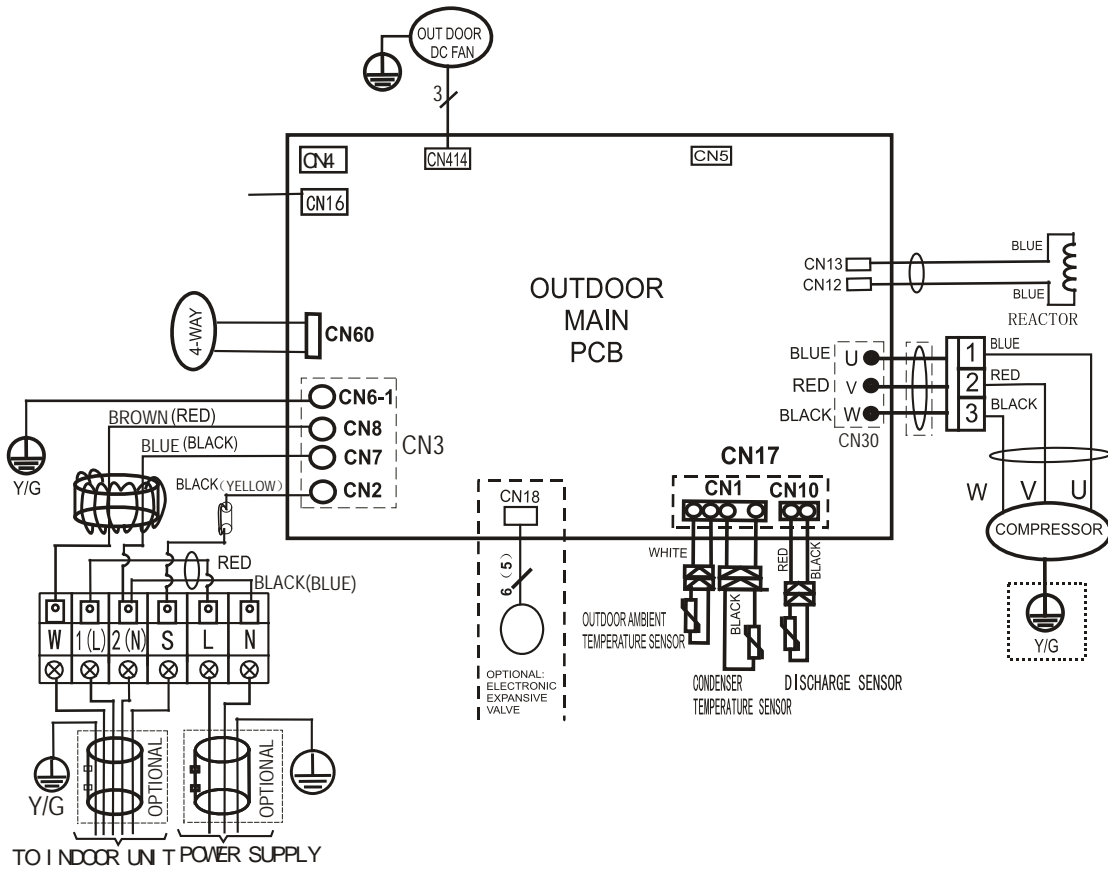 OUT DOOR
DC FAN
3
CN4
CN414
CN5
CN16
CN13
CN12
BLUE
BLUE
REACTOR
OUTDOOR
MAIN
PCB
4-WAY
CN60
BLUE U
RED V
BLACK W
CN30
1 BLUE
2 RED
3 BLACK
CN6-1
CN8
CN7
CN2
CN3
BROWN (RED)
BLUE (BLACK)
BLACK (YELLOW)
Y/G
CN17
CN1 CN10
CN18
W V U
COMPRESSOR
Y/G
WHITE
RED
BLACK
BLACK
6 (5)
OUTDOOR AMBIENT
TEMPERATURE SENSOR
CONDENSER
TEMPERATURE SENSOR
DISCHARGE SENSOR
OPTIONAL:
ELECTRONIC
EXPANSIVE
VALVE
RED
BLACK(BLUE)
W 1(L) 2(N) S L N
OPTIONAL
OPTIONAL
Y/G
TO INDOOR UNIT POWER SUPPLY